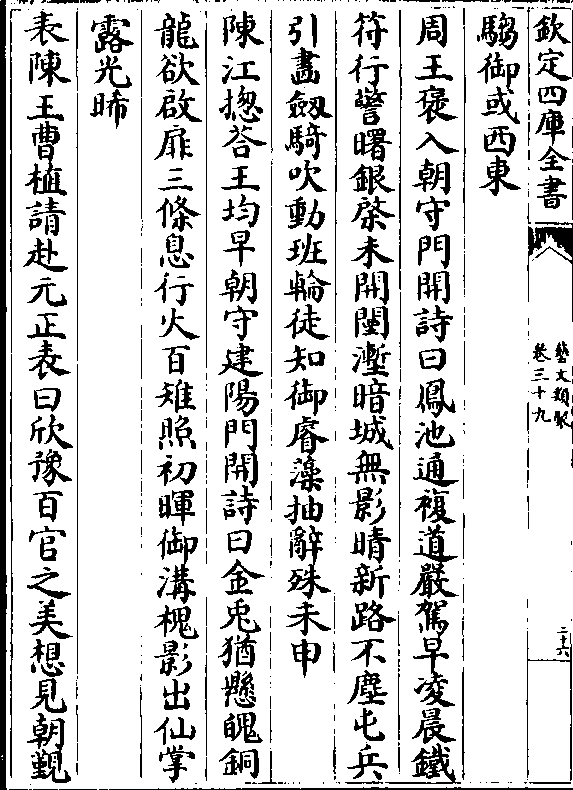 欽定四庫全書
藝文類聚
卷三十九
二十六
騶御或西東
周王褒入朝守門開詩曰鳳池通複道嚴駕早凌晨鐵
符行警曙銀棨未開闉漸暗城無影晴新路不塵屯兵
引畵劔騎吹動班輪徒知御睿藻抽辭殊未申
陳江揔荅王均早朝守建陽門開詩曰金兎猶懸魄銅
龍欲啟扉三條息行火百雉照初暉御溝槐影出仙掌
露光晞
表陳王曹植請赴元正表曰欣豫百官之美想見朝覲